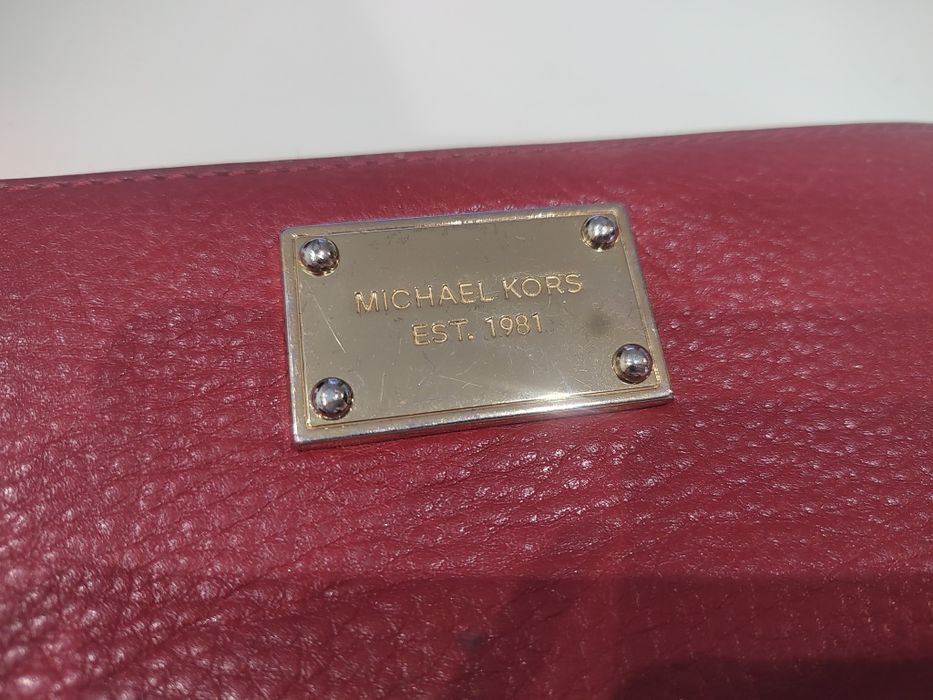 MICHAEL KORS
EST. 1981